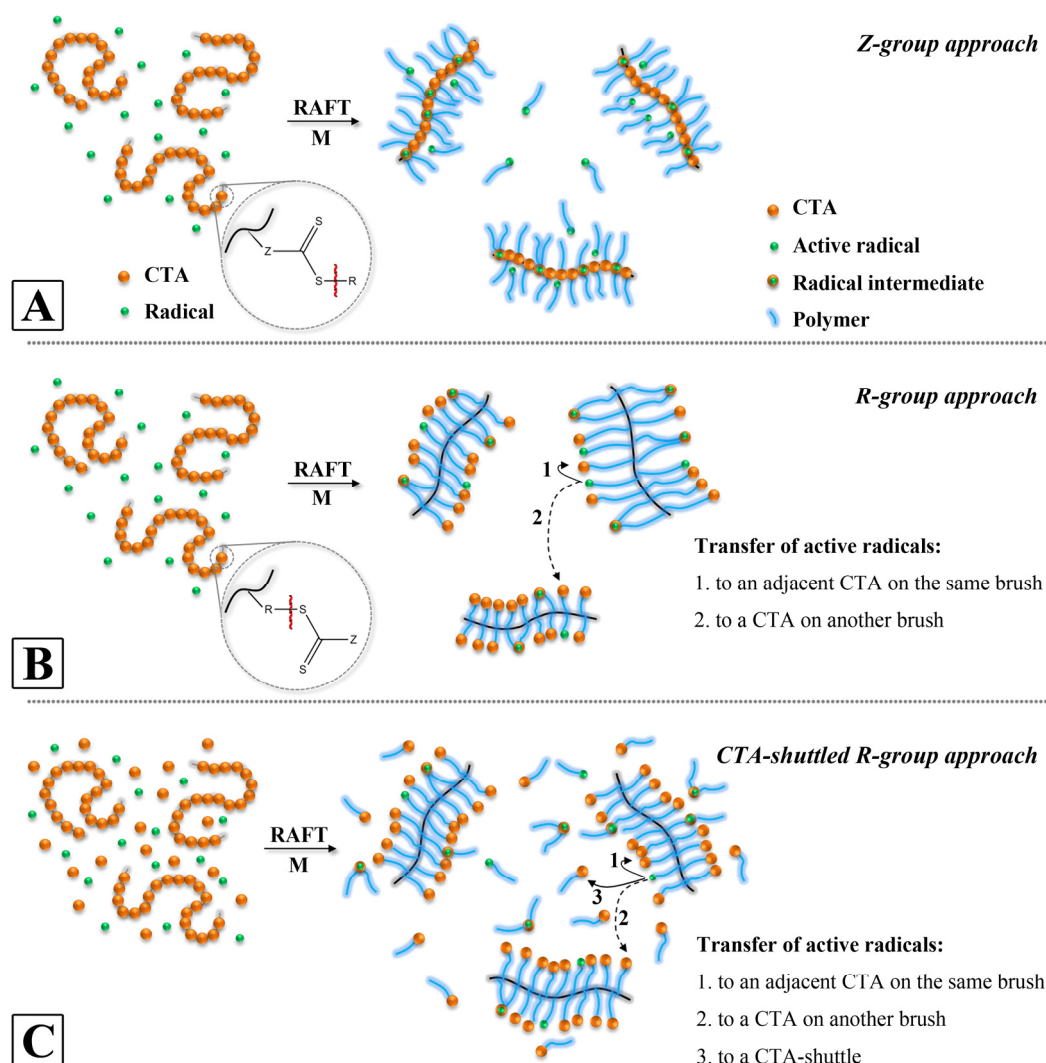 Z-group approach
RAFT
M
CTA
Active radical
Radical intermediate
Polymer
CTA
Radical
Z
S
S
R
A
R-group approach
RAFT
M
1
2
Transfer of active radicals:
1. to an adjacent CTA on the same brush
2. to a CTA on another brush
R
S
Z
S
B
CTA-shuttled R-group approach
RAFT
M
1
3
2
Transfer of active radicals:
1. to an adjacent CTA on the same brush
2. to a CTA on another brush
3. to a CTA-shuttle
C